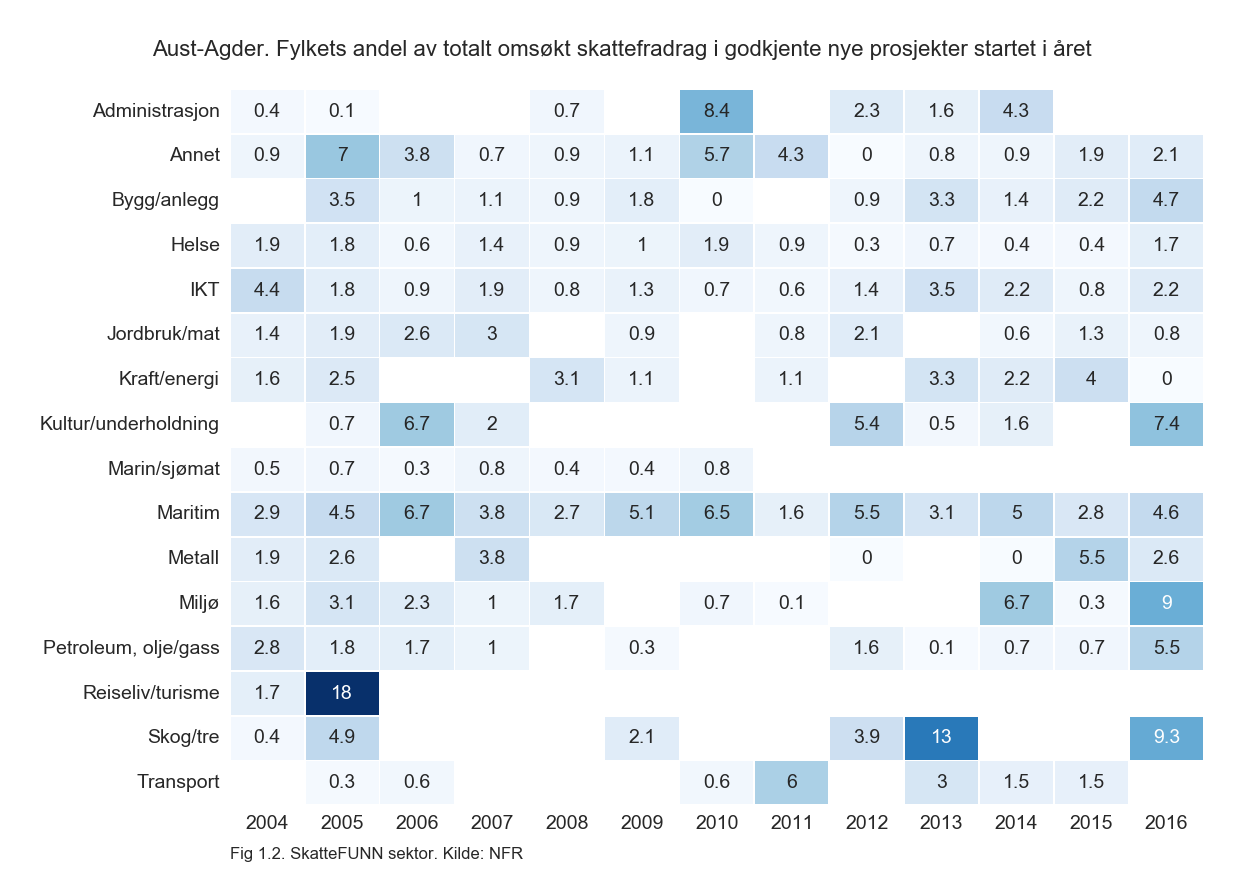 Aust-Agder. Fylkets andel av totalt omsøkt skattefradrag i godkjente nye prosjekter startet i året
Administrasjon 0.4 0.1 0.7 8.4 2.3 1.6 4.3
Annet 0.9 7 3.8 0.7 0.9 1.1 5.7 4.3 0 0.8 0.9 1.9 2.1
Bygg/anlegg 3.5 1 1.1 0.9 1.8 0 0.9 3.3 1.4 2.2 4.7
Helse 1.9 1.8 0.6 1.4 0.9 1 1.9 0.9 0.3 0.7 0.4 0.4 1.7
IKT 4.4 1.8 0.9 1.9 0.8 1.3 0.7 0.6 1.4 3.5 2.2 0.8 2.2
Jordbruk/mat 1.4 1.9 2.6 3 0.9 0.8 2.1 0.6 1.3 0.8
Kraft/energi 1.6 2.5 3.1 1.1 1.1 3.3 2.2 4 0
Kultur/underholdning 0.7 6.7 2 5.4 0.5 1.6 7.4
Marin/sjømat 0.5 0.7 0.3 0.8 0.4 0.4 0.8
Maritim 2.9 4.5 6.7 3.8 2.7 5.1 6.5 1.6 5.5 3.1 5 2.8 4.6
Metall 1.9 2.6 3.8 0 0 5.5 2.6
Miljø 1.6 3.1 2.3 1 1.7 0.7 0.1 6.7 0.3 9
Petroleum, olje/gass 2.8 1.8 1.7 1 0.3 1.6 0.1 0.7 0.7 5.5
Reiseliv/turisme 1.7 18
Skog/tre 0.4 4.9 2.1 3.9 13 9.3
Transport 0.3 0.6 0.6 6 3 1.5 1.5
2004 2005 2006 2007 2008 2009 2010 2011 2012 2013 2014 2015 2016
Fig 1.2. SkatteFUNN sektor. Kilde: NFR